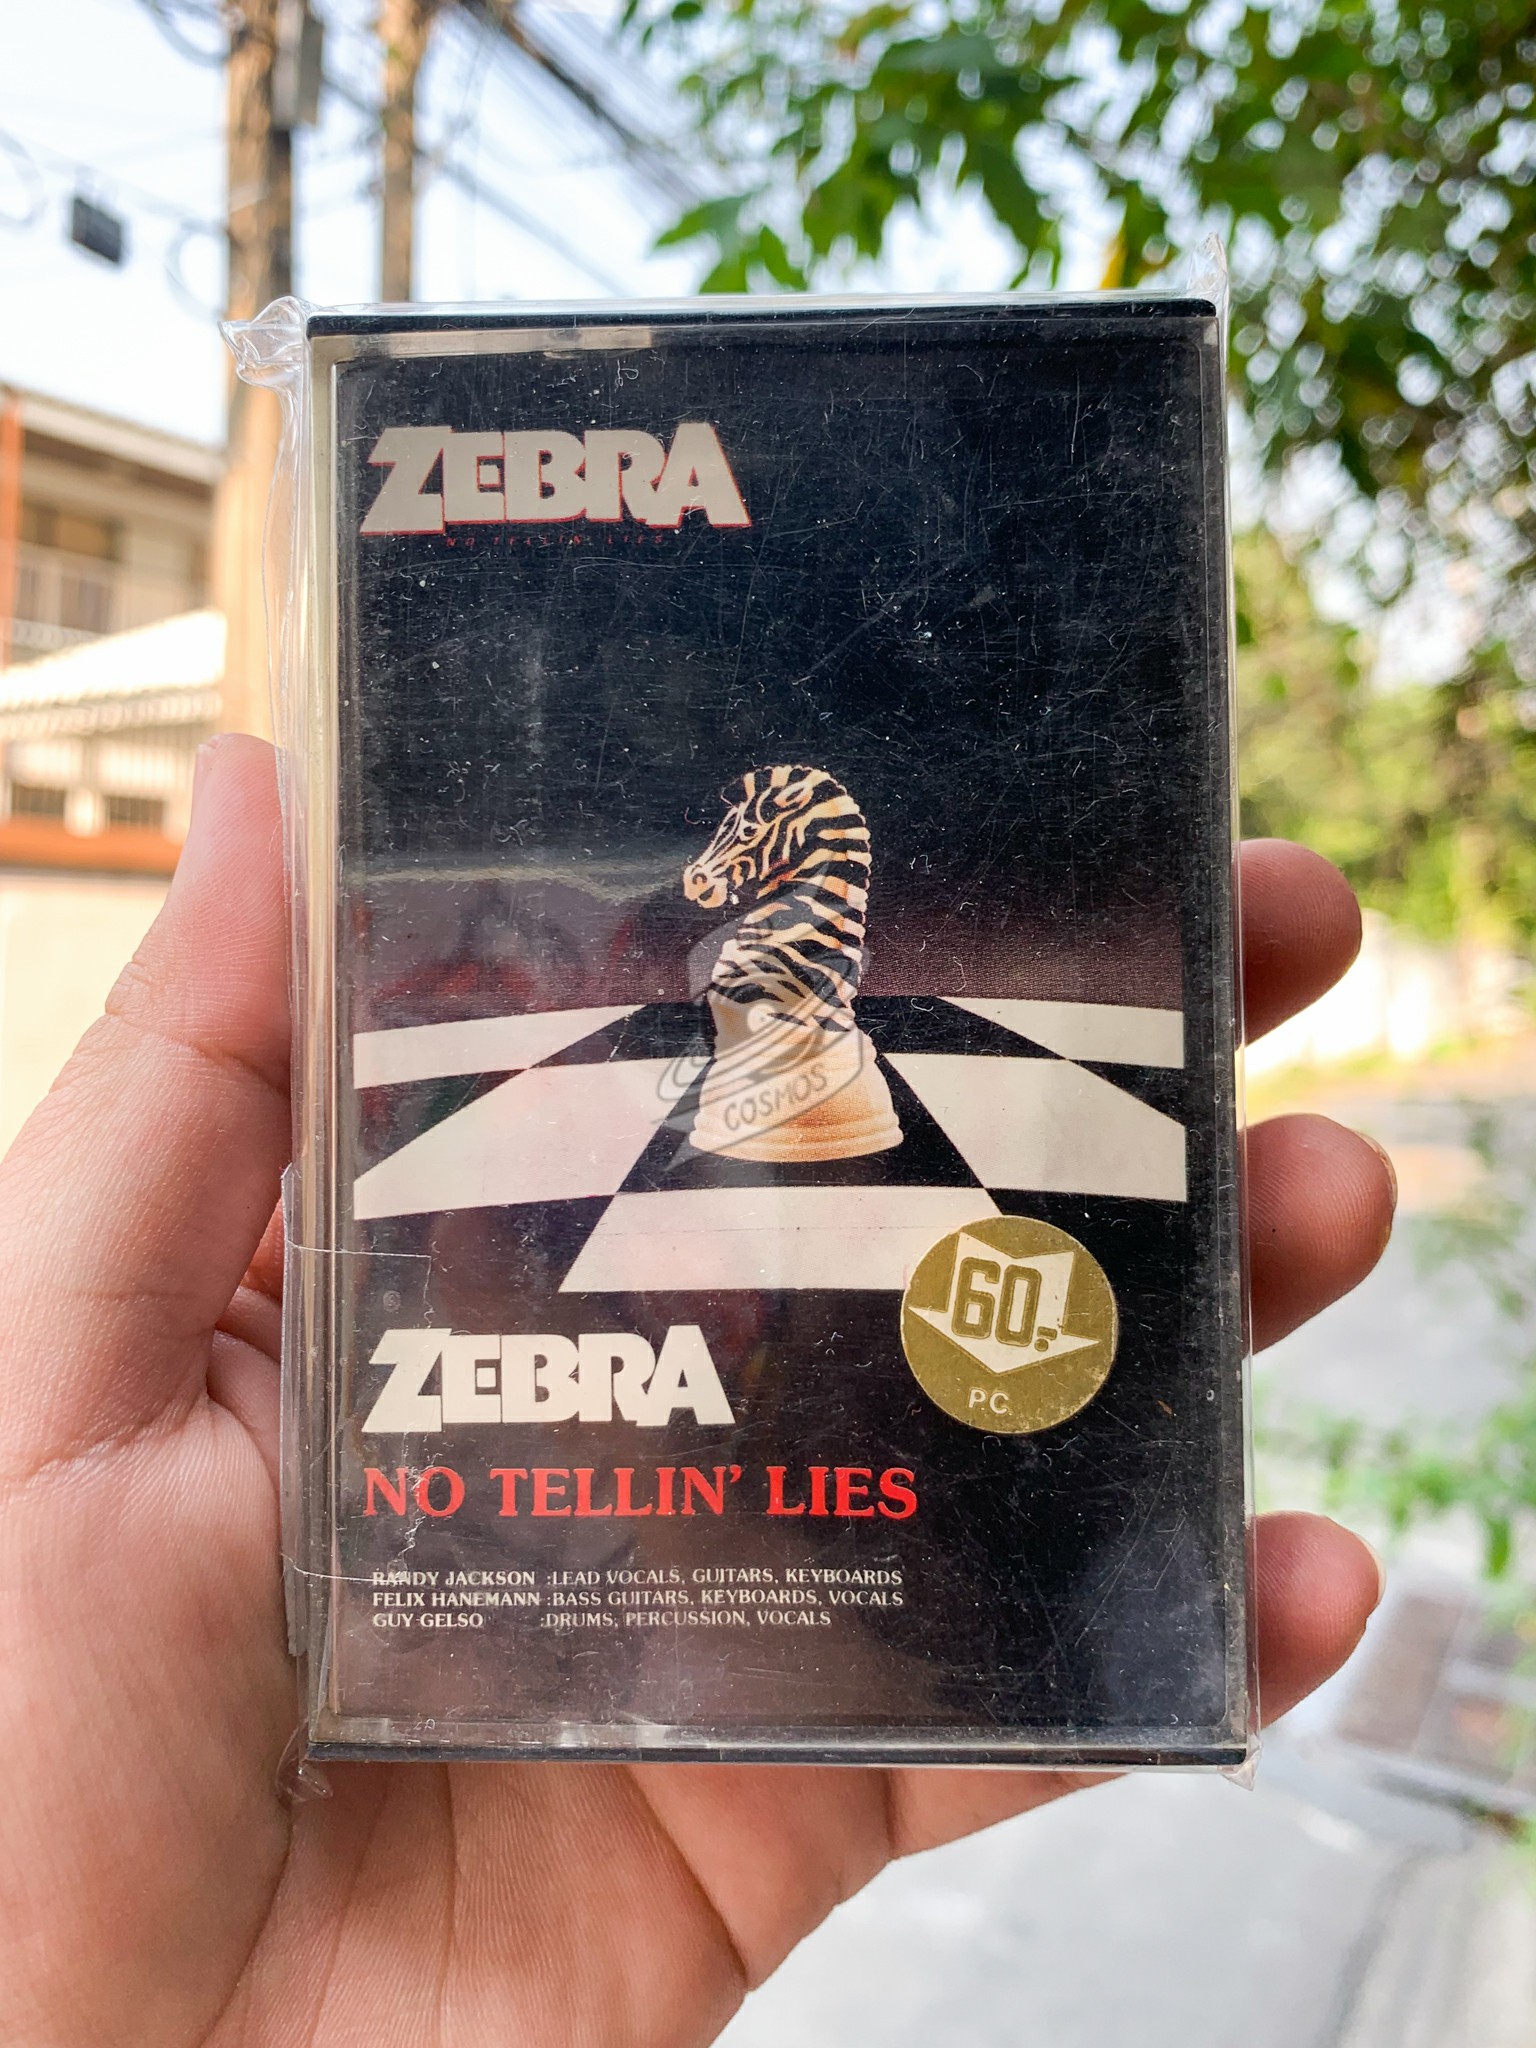 ZEBRA
NO TELLIN' LIES
COSMOS
60.-
P.C.
ZEBRA
NO TELLIN' LIES
RANDY JACKSON :LEAD VOCALS, GUITARS, KEYBOARDS
FELIX HANEMANN :BASS GUITARS, KEYBOARDS, VOCALS
GUY GELSO :DRUMS, PERCUSSION, VOCALS